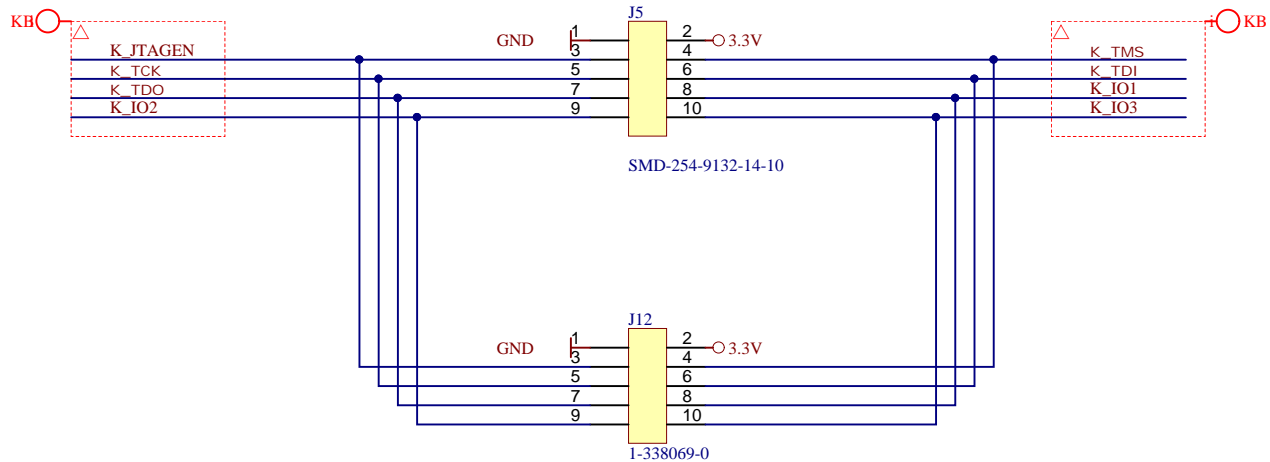 J5
KB
KB
GND
1
2
3.3V
K_JTAGEN
3
4
K_TMS
K_TCK
5
6
K_TDI
K_TDO
7
8
K_IO1
K_IO2
9
10
K_IO3
SMD-254-9132-14-10
J12
GND
1
2
3.3V
3
4
5
6
7
8
9
10
1-338069-0